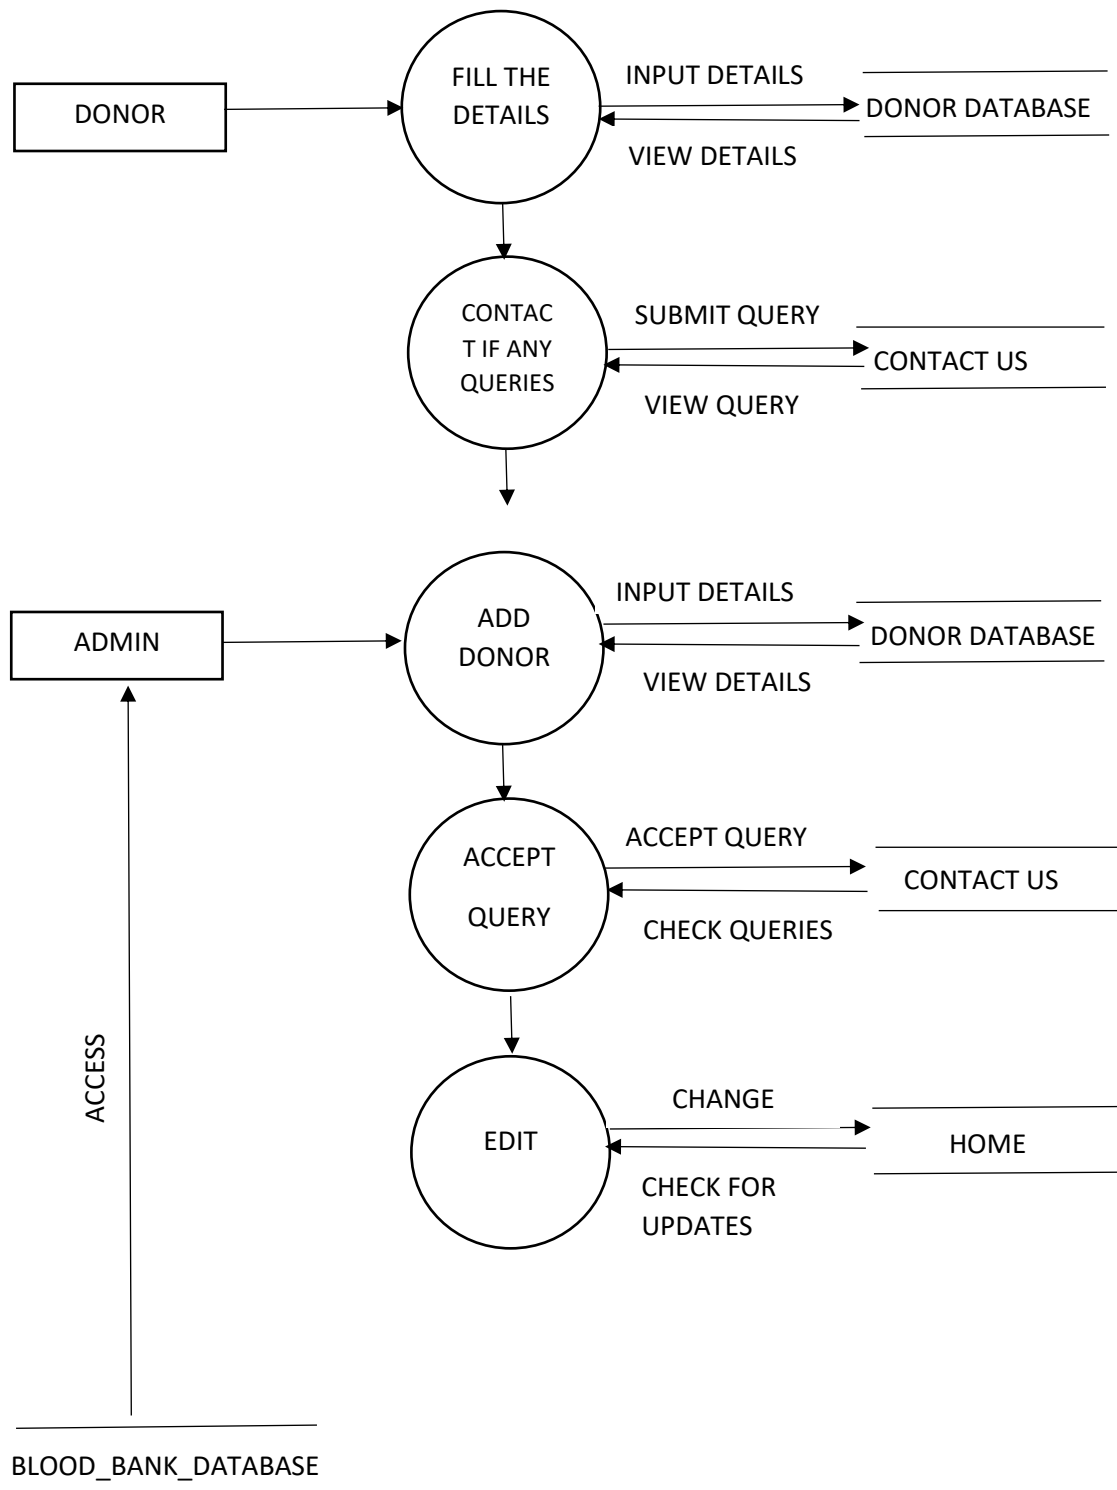 FILL THE
DETAILS
INPUT DETAILS
DONOR
DONOR DATABASE
VIEW DETAILS
CONTAC
T IF ANY
QUERIES
SUBMIT QUERY
CONTACT US
VIEW QUERY
ADD
DONOR
INPUT DETAILS
ADMIN
DONOR DATABASE
VIEW DETAILS
ACCEPT
QUERY
ACCEPT QUERY
CONTACT US
CHECK QUERIES
ACCESS
EDIT
CHANGE
HOME
CHECK FOR
UPDATES
BLOOD_BANK_DATABASE